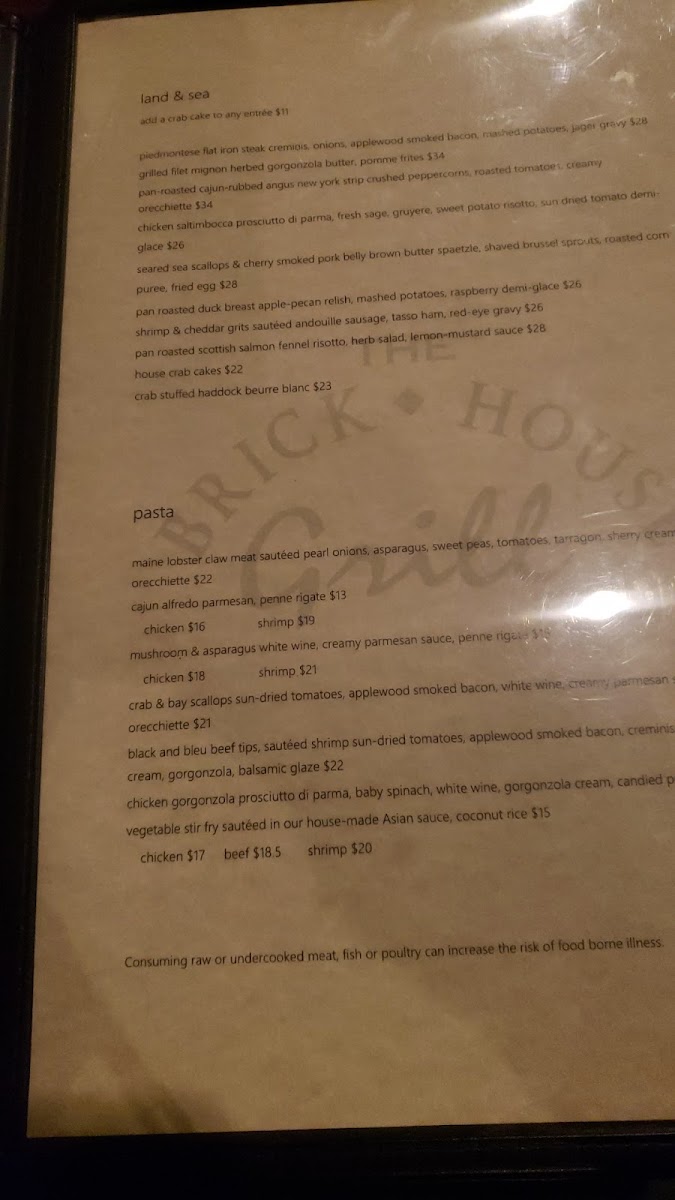 land & sea
add a crab cake to any entrée $11
piedmontese flat iron steak creminis, onions, applewood smoked bacon, mashed potatoes, jager gravy $28
grilled filet mignon herbed gorgonzola butter, pomme frites $34
pan-roasted cajun-rubbed angus new york strip crushed peppercorns, roasted tomatoes, creamy
orecchiette $34
chicken saltimbocca prosciutto di parma, fresh sage, gruyere, sweet potato risotto, sun dried tomato demi-
glace $26
seared sea scallops & cherry smoked pork belly brown butter spaetzle, shaved brussel sprouts, roasted corn
puree, fried egg $28
pan roasted duck breast apple-pecan relish, mashed potatoes, raspberry demi-glace $26
shrimp & cheddar grits sautéed andouille sausage, tasso ham, red-eye gravy $26
pan roasted scottish salmon fennel risotto, herb salad, lemon-mustard sauce $28
THE
house crab cakes $22
crab stuffed haddock beurre blanc $23
BRICK ◆ HOUSE
Grill
pasta
maine lobster claw meat sautéed pearl onions, asparagus, sweet peas, tomatoes, tarragon, sherry cream
orecchiette $22
cajun alfredo parmesan, penne rigate $13
chicken $16 shrimp $19
mushroom & asparagus white wine, creamy parmesan sauce, penne rigate
chicken $18 shrimp $21
crab & bay scallops sun-dried tomatoes, applewood smoked bacon, white wine, creamy parmesan
orecchiette $21
black and bleu beef tips, sautéed shrimp sun-dried tomatoes, applewood smoked bacon, creminis
cream, gorgonzola, balsamic glaze $22
chicken gorgonzola prosciutto di parma, baby spinach, white wine, gorgonzola cream, candied p
vegetable stir fry sautéed in our house-made Asian sauce, coconut rice $15
chicken $17 beef $18.5 shrimp $20
Consuming raw or undercooked meat, fish or poultry can increase the risk of food borne illness.